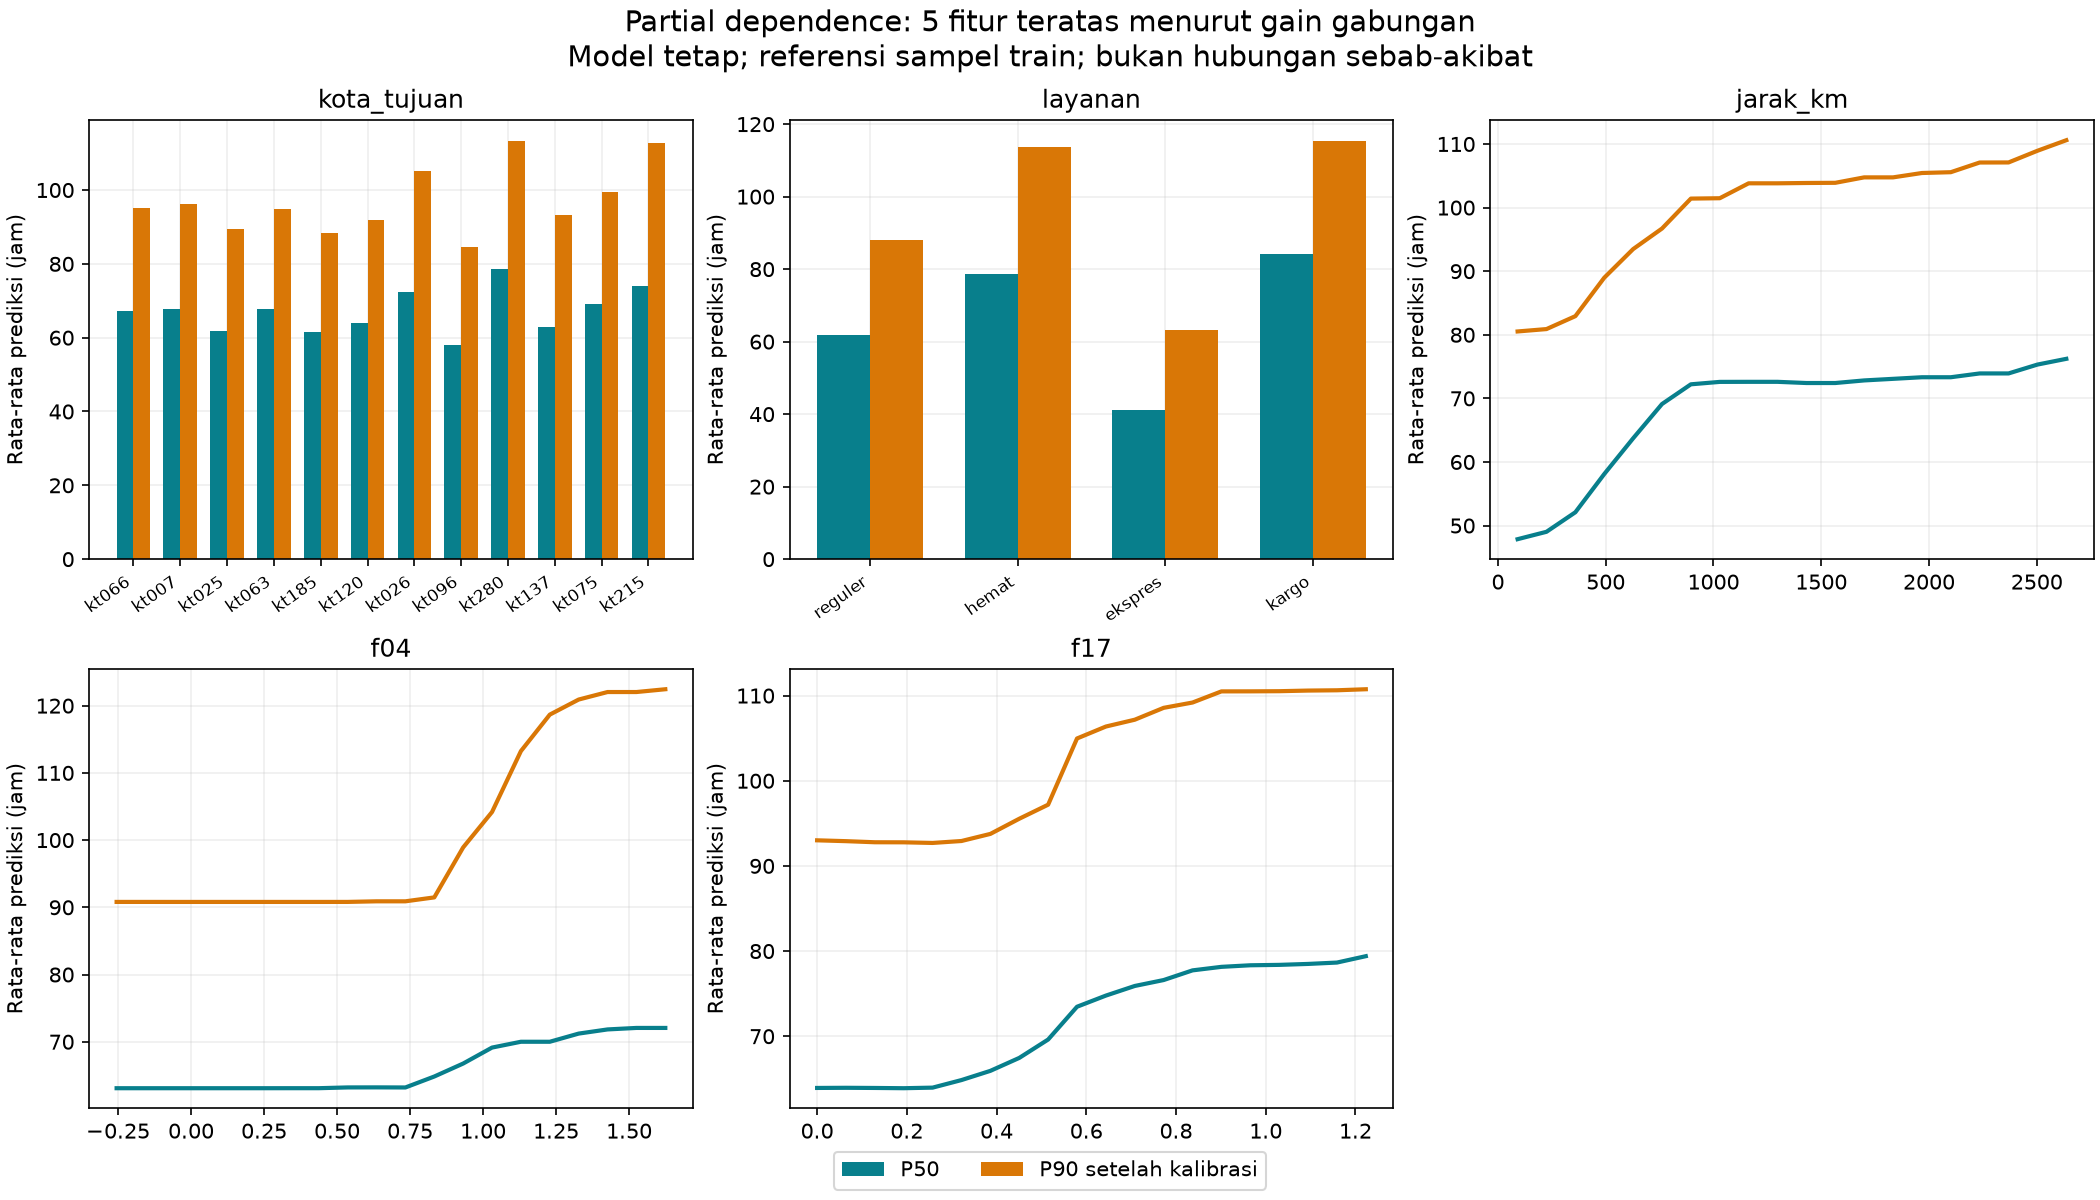 Partial dependence: 5 fitur teratas menurut gain gabungan
Model tetap; referensi sampel train; bukan hubungan sebab-akibat
kota_tujuan
Rata-rata prediksi (jam)
100
80
60
40
20
0
kt066
kt007
kt025
kt063
kt185
kt120
kt026
kt096
kt280
kt137
kt075
kt215
layanan
Rata-rata prediksi (jam)
120
100
80
60
40
20
0
reguler
hemat
ekspres
kargo
jarak_km
Rata-rata prediksi (jam)
110
100
90
80
70
60
50
0 500 1000 1500 2000 2500
f04
Rata-rata prediksi (jam)
120
110
100
90
80
70
−0.25 0.00 0.25 0.50 0.75 1.00 1.25 1.50
f17
Rata-rata prediksi (jam)
110
100
90
80
70
0.0 0.2 0.4 0.6 0.8 1.0 1.2
P50
P90 setelah kalibrasi